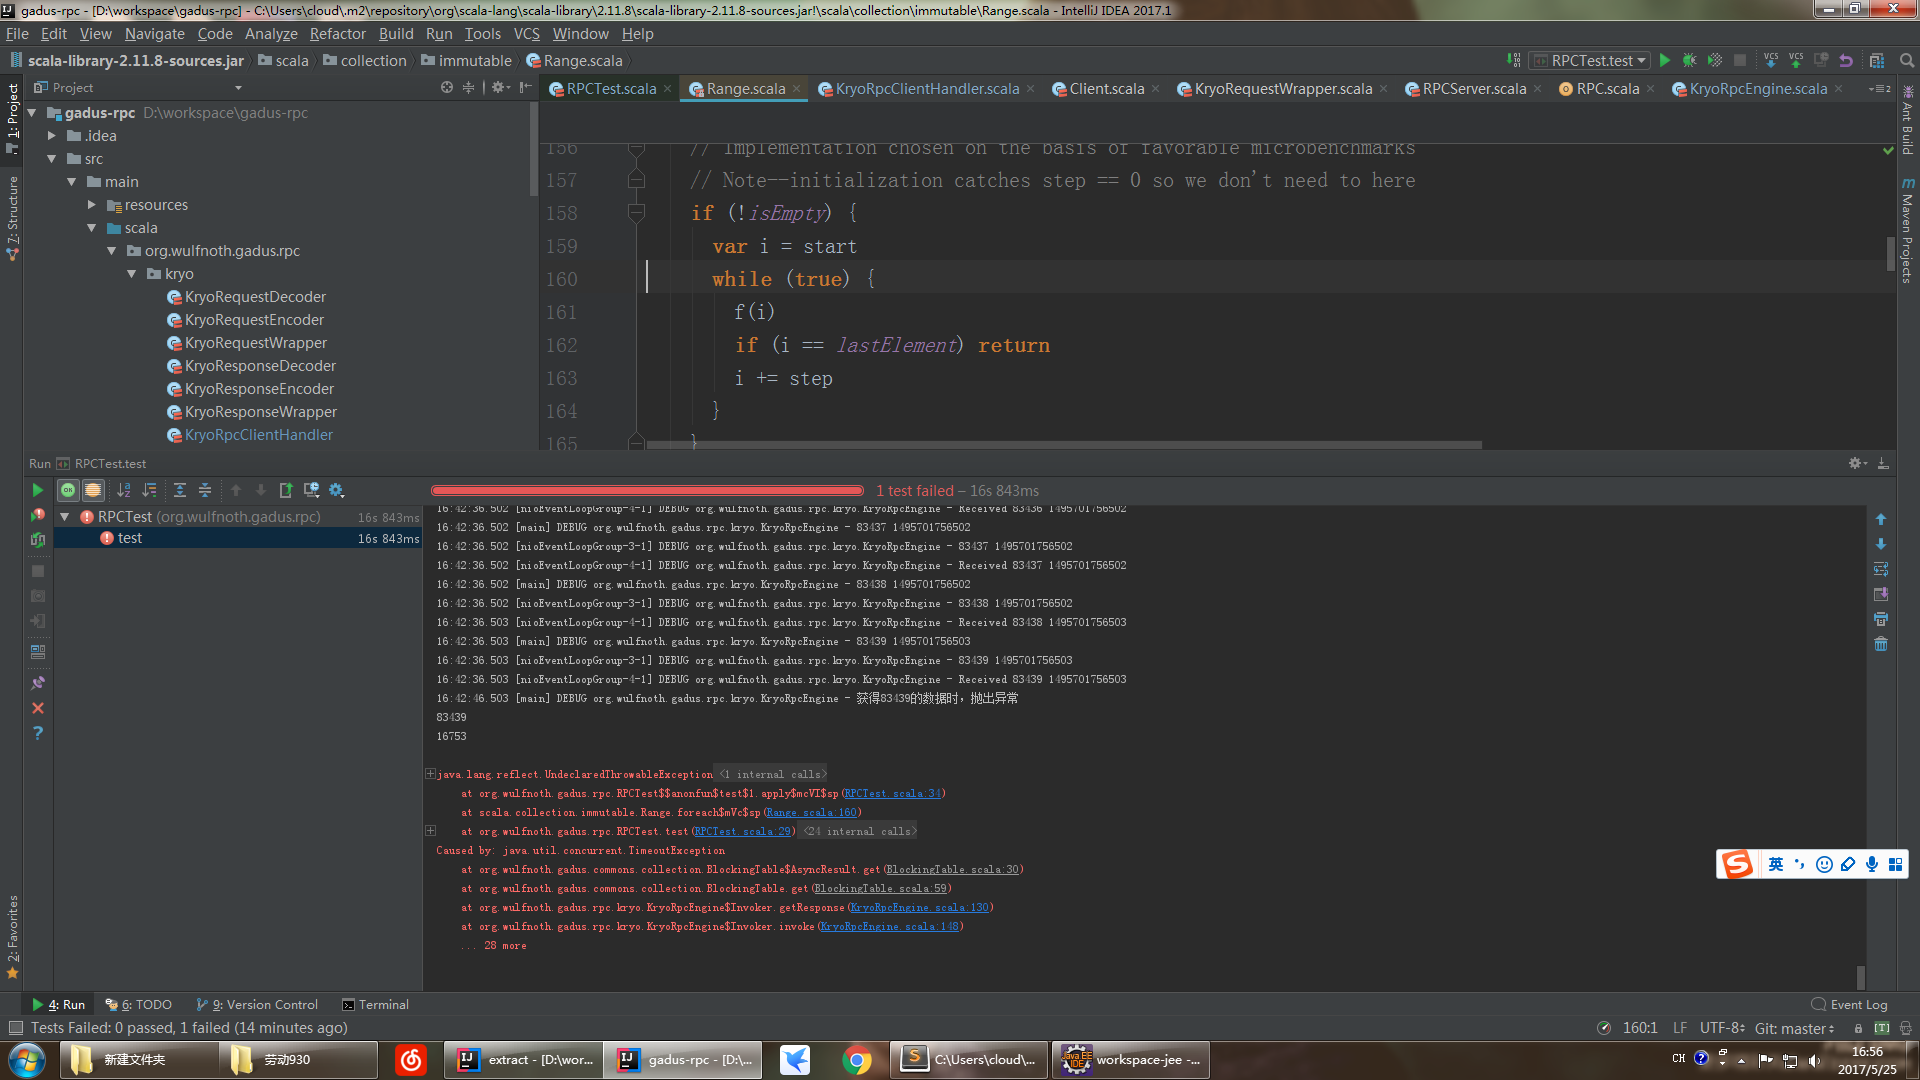 gadus-rpc - [D:\workspace\gadus-rpc] - C:\Users\cloud\.m2\repository\org\scala-lang\scala-library\2.11.8\scala-library-2.11.8-sources.jar!\scala\collection\immutable\Range.scala - IntelliJ IDEA 2017.1
File Edit View Navigate Code Analyze Refactor Build Run Tools VCS Window Help
scala-library-2.11.8-sources.jar scala collection immutable Range.scala RPCTest.test
Project RPCTest.scala Range.scala KryoRpcClientHandler.scala Client.scala KryoRequestWrapper.scala RPCServer.scala RPC.scala KryoRpcEngine.scala
1: Project
7: Structure
2: Favorites
Ant Build
Maven Projects
gadus-rpc D:\workspace\gadus-rpc
.idea
src
main
resources
scala
org.wulfnoth.gadus.rpc
kryo
KryoRequestDecoder
KryoRequestEncoder
KryoRequestWrapper
KryoResponseDecoder
KryoResponseEncoder
KryoResponseWrapper
KryoRpcClientHandler
156 // Implementation chosen on the basis of favorable microbenchmarks
157 // Note--initialization catches step == 0 so we don't need to here
158 if (!isEmpty) {
159 var i = start
160 while (true) {
161 f(i)
162 if (i == lastElement) return
163 i += step
164 }
165 }
Run RPCTest.test
1 test failed – 16s 843ms
RPCTest (org.wulfnoth.gadus.rpc) 16s 843ms
test 16s 843ms
16:42:36.502 [nioEventLoopGroup-4-1] DEBUG org.wulfnoth.gadus.rpc.kryo.KryoRpcEngine - Received 83436 1495701756502
16:42:36.502 [main] DEBUG org.wulfnoth.gadus.rpc.kryo.KryoRpcEngine - 83437 1495701756502
16:42:36.502 [nioEventLoopGroup-3-1] DEBUG org.wulfnoth.gadus.rpc.kryo.KryoRpcEngine - 83437 1495701756502
16:42:36.502 [nioEventLoopGroup-4-1] DEBUG org.wulfnoth.gadus.rpc.kryo.KryoRpcEngine - Received 83437 1495701756502
16:42:36.502 [main] DEBUG org.wulfnoth.gadus.rpc.kryo.KryoRpcEngine - 83438 1495701756502
16:42:36.502 [nioEventLoopGroup-3-1] DEBUG org.wulfnoth.gadus.rpc.kryo.KryoRpcEngine - 83438 1495701756502
16:42:36.503 [nioEventLoopGroup-4-1] DEBUG org.wulfnoth.gadus.rpc.kryo.KryoRpcEngine - Received 83438 1495701756503
16:42:36.503 [main] DEBUG org.wulfnoth.gadus.rpc.kryo.KryoRpcEngine - 83439 1495701756503
16:42:36.503 [nioEventLoopGroup-3-1] DEBUG org.wulfnoth.gadus.rpc.kryo.KryoRpcEngine - 83439 1495701756503
16:42:36.503 [nioEventLoopGroup-4-1] DEBUG org.wulfnoth.gadus.rpc.kryo.KryoRpcEngine - Received 83439 1495701756503
16:42:46.503 [main] DEBUG org.wulfnoth.gadus.rpc.kryo.KryoRpcEngine - 获得83439的数据时，抛出异常
83439
16753
java.lang.reflect.UndeclaredThrowableException <1 internal calls>
at org.wulfnoth.gadus.rpc.RPCTest$$anonfun$test$1.apply$mcVI$sp(RPCTest.scala:34)
at scala.collection.immutable.Range.foreach$mVc$sp(Range.scala:160)
at org.wulfnoth.gadus.rpc.RPCTest.test(RPCTest.scala:29) <24 internal calls>
Caused by: java.util.concurrent.TimeoutException
at org.wulfnoth.gadus.commons.collection.BlockingTable$AsyncResult.get(BlockingTable.scala:30)
at org.wulfnoth.gadus.commons.collection.BlockingTable.get(BlockingTable.scala:59)
at org.wulfnoth.gadus.rpc.kryo.KryoRpcEngine$Invoker.getResponse(KryoRpcEngine.scala:130)
at org.wulfnoth.gadus.rpc.kryo.KryoRpcEngine$Invoker.invoke(KryoRpcEngine.scala:148)
... 28 more
英
4: Run 6: TODO 9: Version Control Terminal Event Log
Tests Failed: 0 passed, 1 failed (14 minutes ago) 160:1 LF UTF-8 Git: master
新建文件夹 劳动930 extract - [D:\wor... gadus-rpc - [D:\... C:\Users\cloud\... workspace-jee -... CH 16:56
2017/5/25